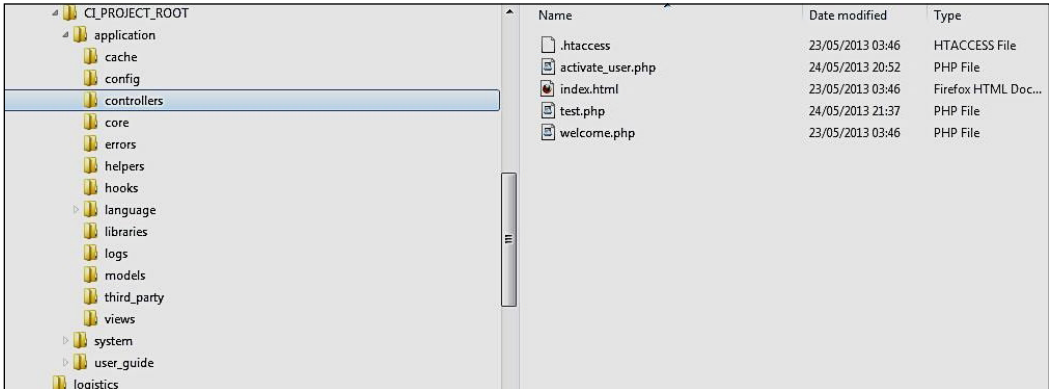 CI_PROJECT_ROOT
application
cache
config
controllers
core
errors
helpers
hooks
language
libraries
logs
models
third_party
views
system
user_guide
logistics
Name Date modified Type
.htaccess 23/05/2013 03:46 HTACCESS File
activate_user.php 24/05/2013 20:52 PHP File
index.html 23/05/2013 03:46 Firefox HTML Doc...
test.php 24/05/2013 21:37 PHP File
welcome.php 23/05/2013 03:46 PHP File